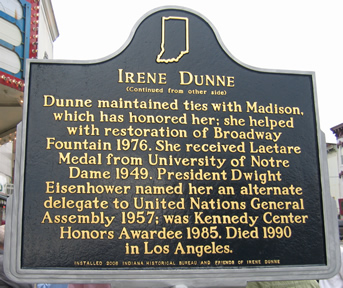 IRENE DUNNE
(Continued from other side)
Dunne maintained ties with Madison,
which has honored her; she helped
with restoration of Broadway
Fountain 1976. She received Laetare
Medal from University of Notre
Dame 1949. President Dwight
Eisenhower named her an alternate
delegate to United Nations General
Assembly 1957; was Kennedy Center
Honors Awardee 1985. Died 1990
in Los Angeles.
INSTALLED 2006 INDIANA HISTORICAL BUREAU AND FRIENDS OF IRENE DUNNE